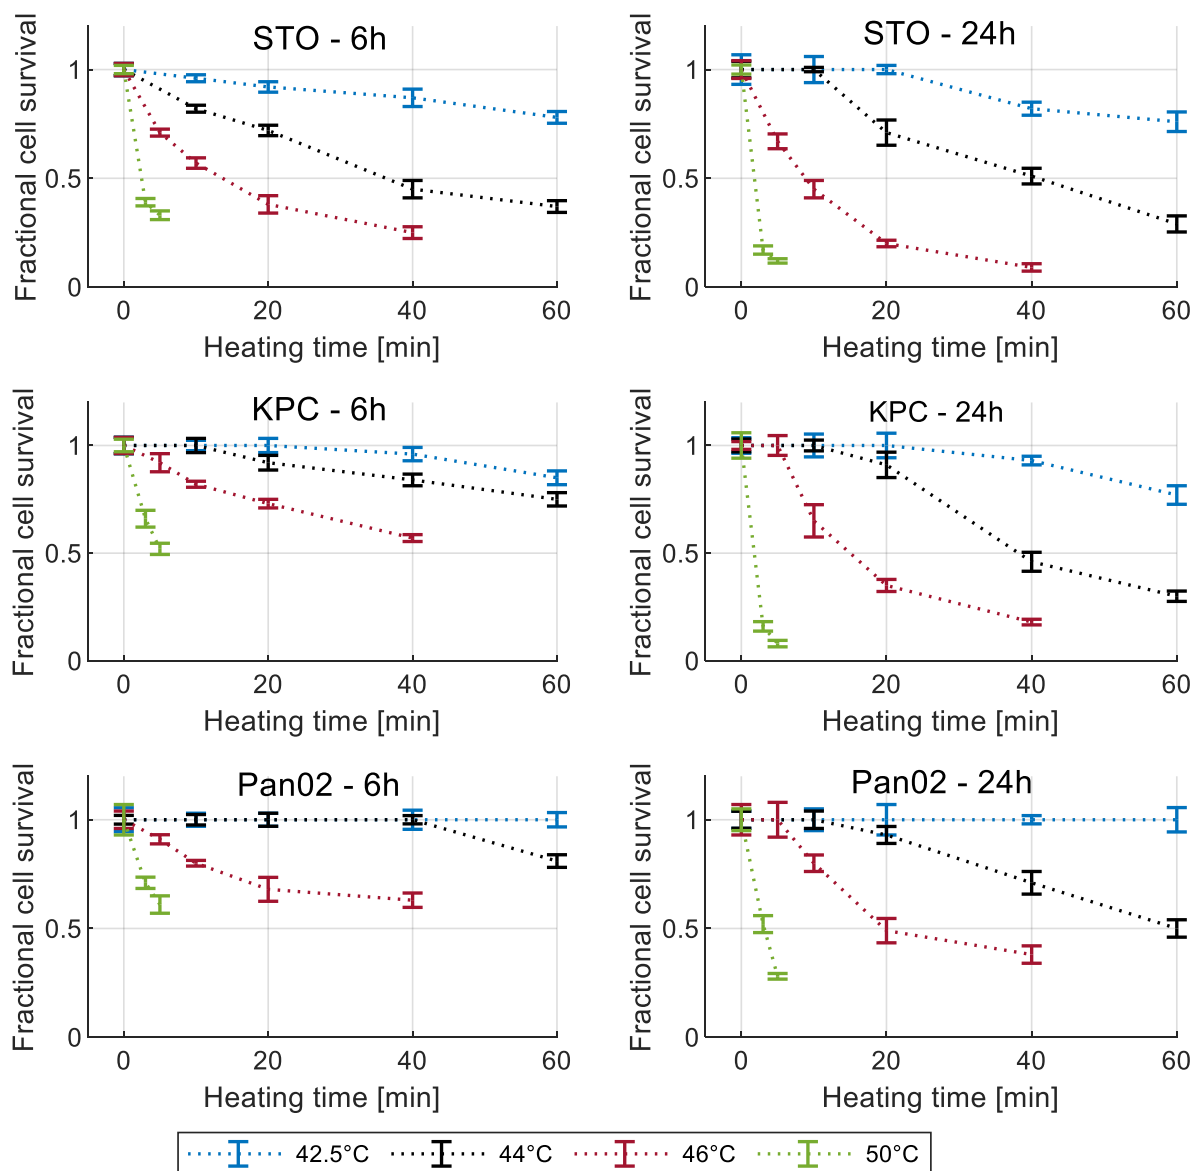 STO - 6h
Fractional cell survival
1
0.5
0
0 20 40 60
Heating time [min]
STO - 24h
Fractional cell survival
1
0.5
0
0 20 40 60
Heating time [min]
KPC - 6h
Fractional cell survival
1
0.5
0
0 20 40 60
Heating time [min]
KPC - 24h
Fractional cell survival
1
0.5
0
0 20 40 60
Heating time [min]
Pan02 - 6h
Fractional cell survival
1
0.5
0
0 20 40 60
Heating time [min]
Pan02 - 24h
Fractional cell survival
1
0.5
0
0 20 40 60
Heating time [min]
42.5°C 44°C 46°C 50°C